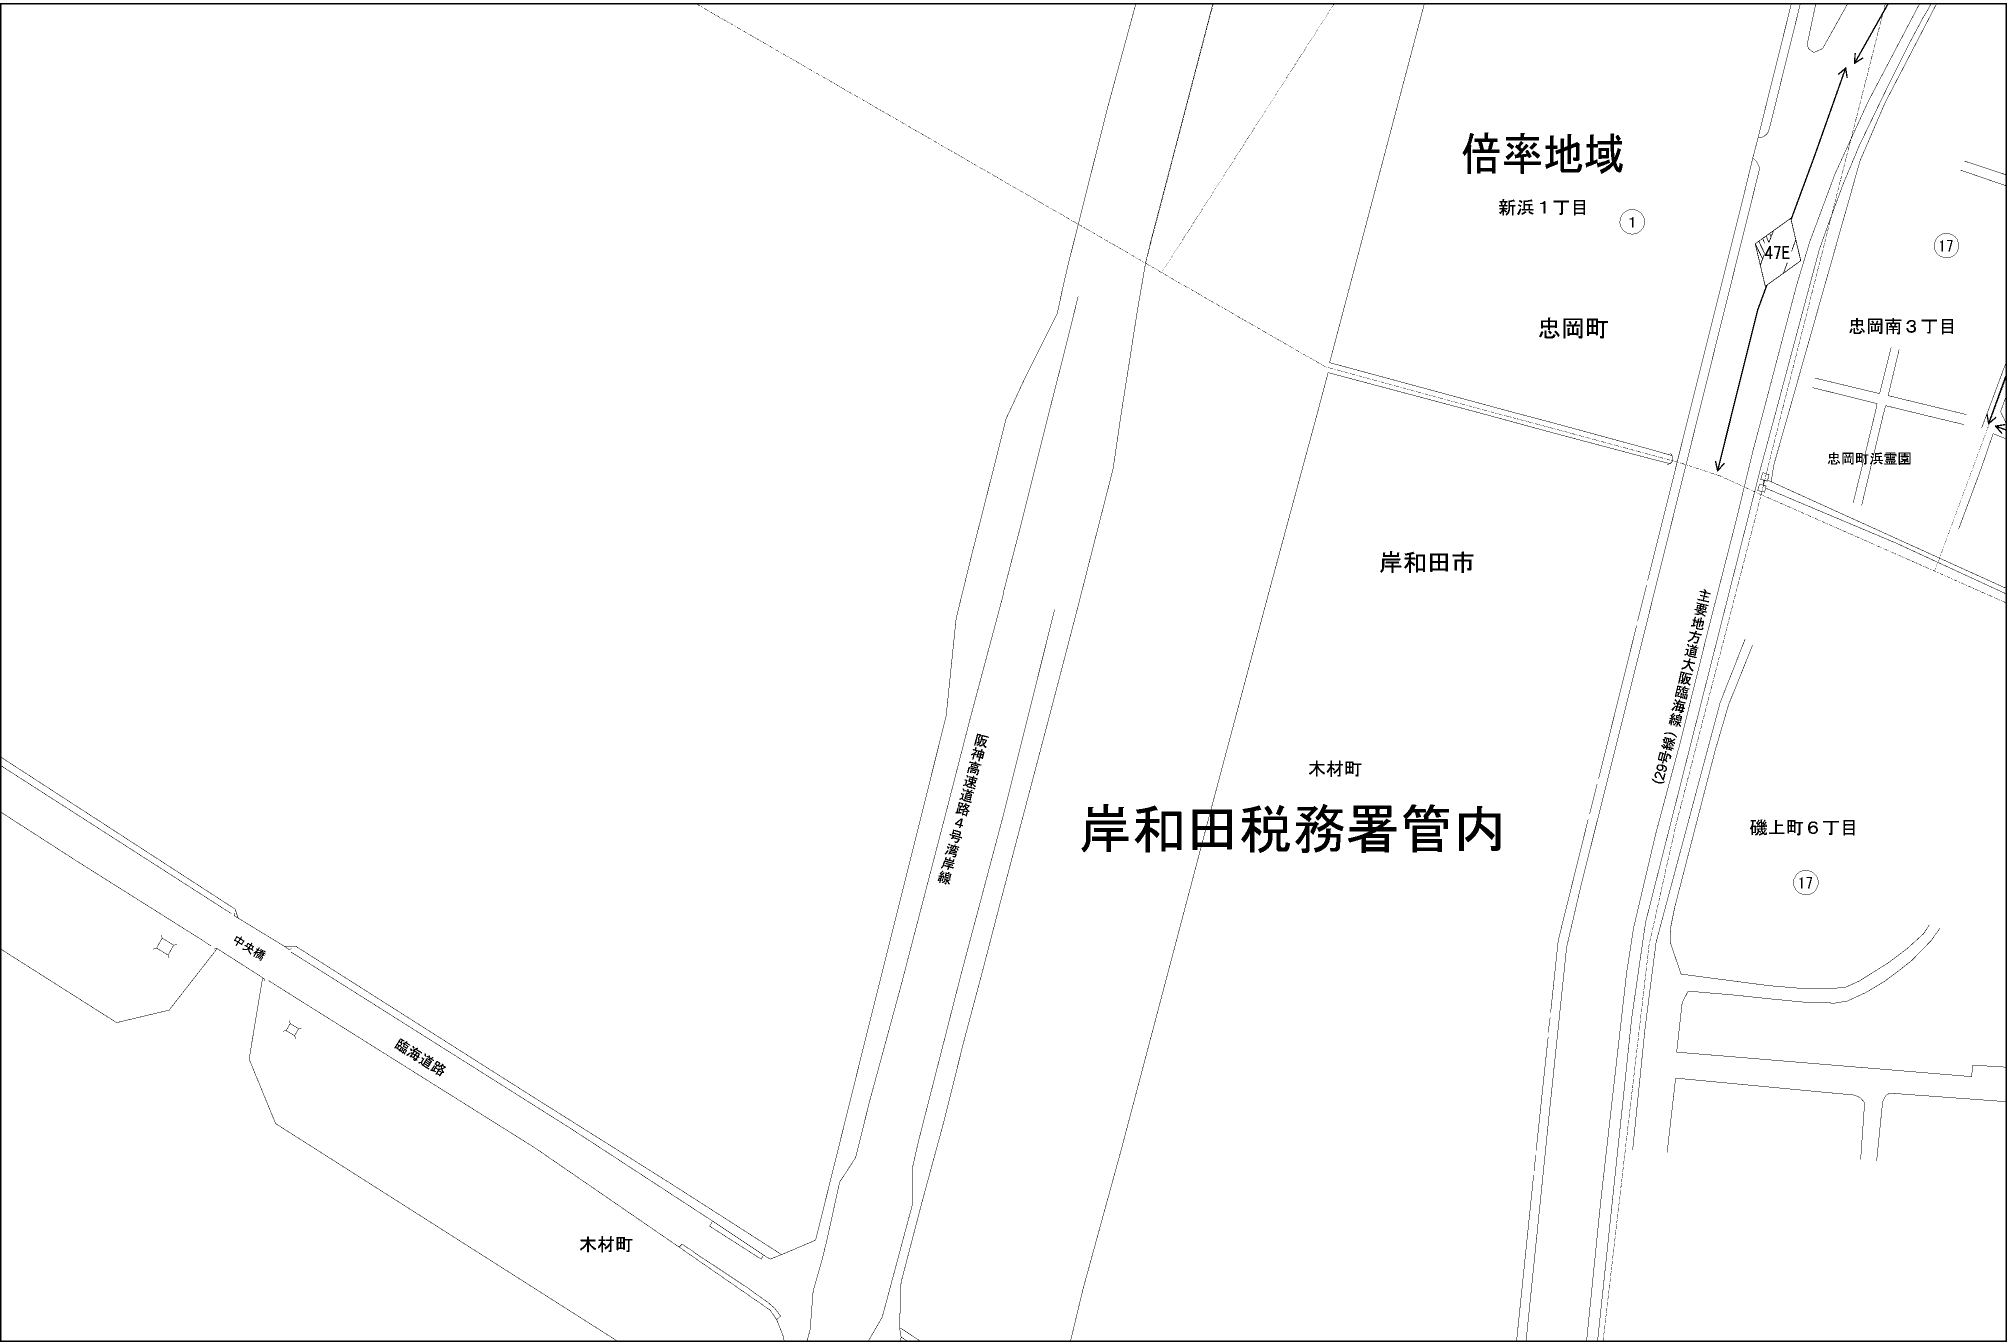 倍率地域
新浜１丁目
1
47E
17
忠岡町
忠岡南３丁目
忠岡町浜霊園
岸和田市
主要地方道大阪臨海線
(29号線)
阪神高速道路４号湾岸線
木材町
岸和田税務署管内
磯上町６丁目
17
中央橋
臨海道路
木材町